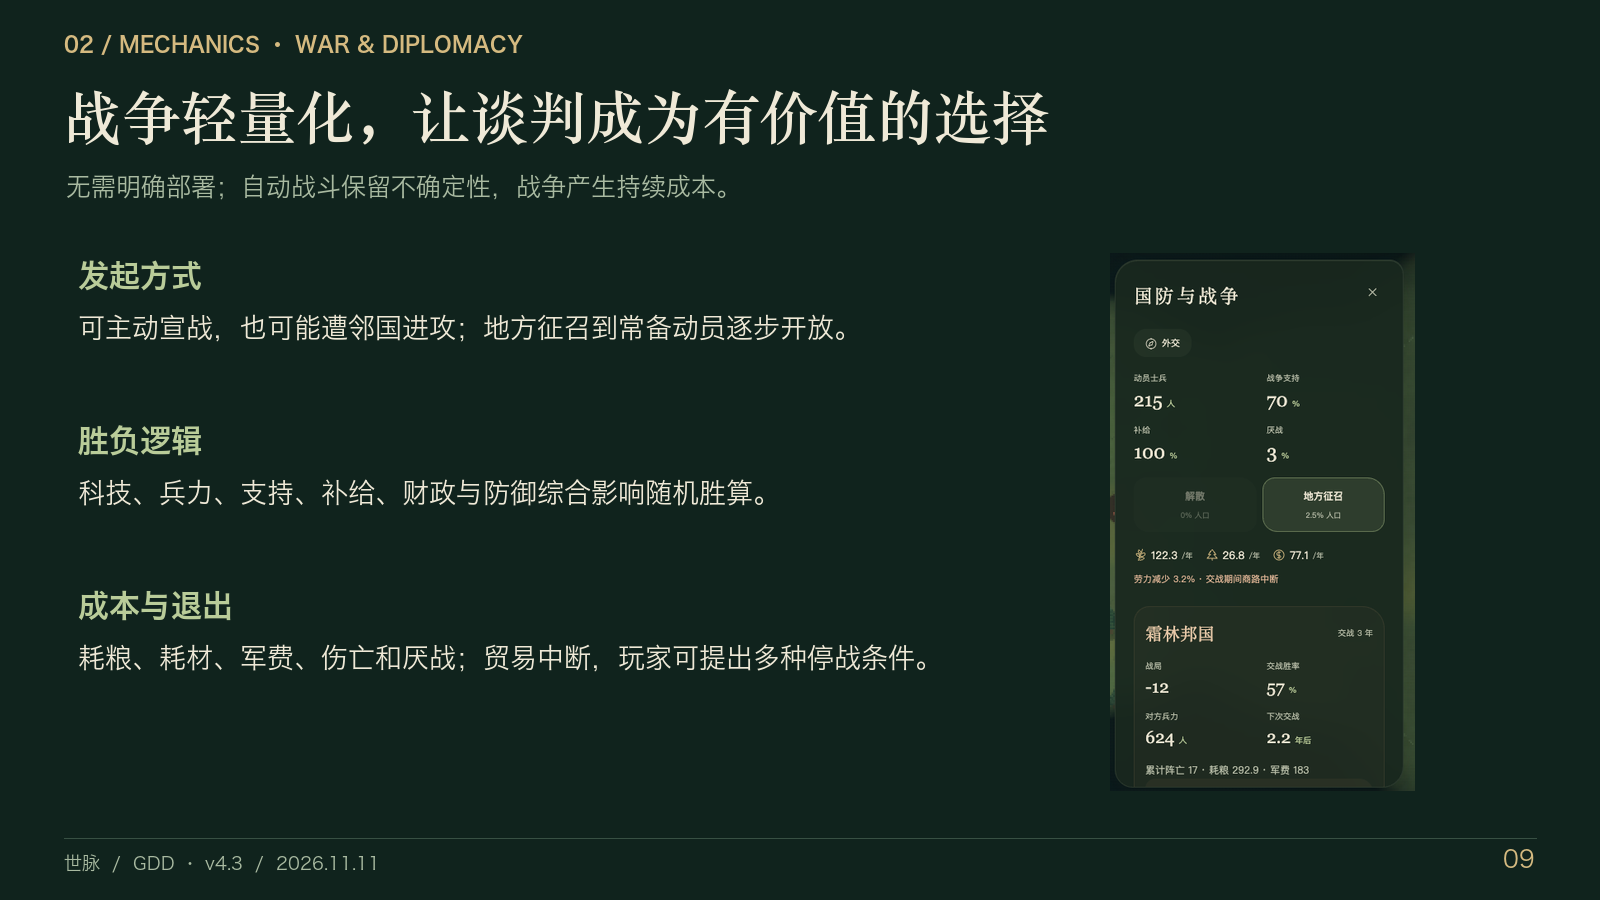 02 / MECHANICS · WAR & DIPLOMACY
战争轻量化，让谈判成为有价值的选择
无需明确部署；自动战斗保留不确定性，战争产生持续成本。
发起方式
可主动宣战，也可能遭邻国进攻；地方征召到常备动员逐步开放。
胜负逻辑
科技、兵力、支持、补给、财政与防御综合影响随机胜算。
成本与退出
耗粮、耗材、军费、伤亡和厌战；贸易中断，玩家可提出多种停战条件。
国防与战争 ×
外交
动员士兵 战争支持
215 人 70 %
补给 厌战
100 % 3 %
解散 地方征召
0% 人口 2.5% 人口
122.3 /年 26.8 /年 77.1 /年
劳力减少 3.2% · 交战期间商路中断
霜林邦国 交战 3 年
战局 交战胜率
-12 57 %
对方兵力 下次交战
624 人 2.2 年后
累计阵亡 17 · 耗粮 292.9 · 军费 183
世脉 / GDD · v4.3 / 2026.11.11
09